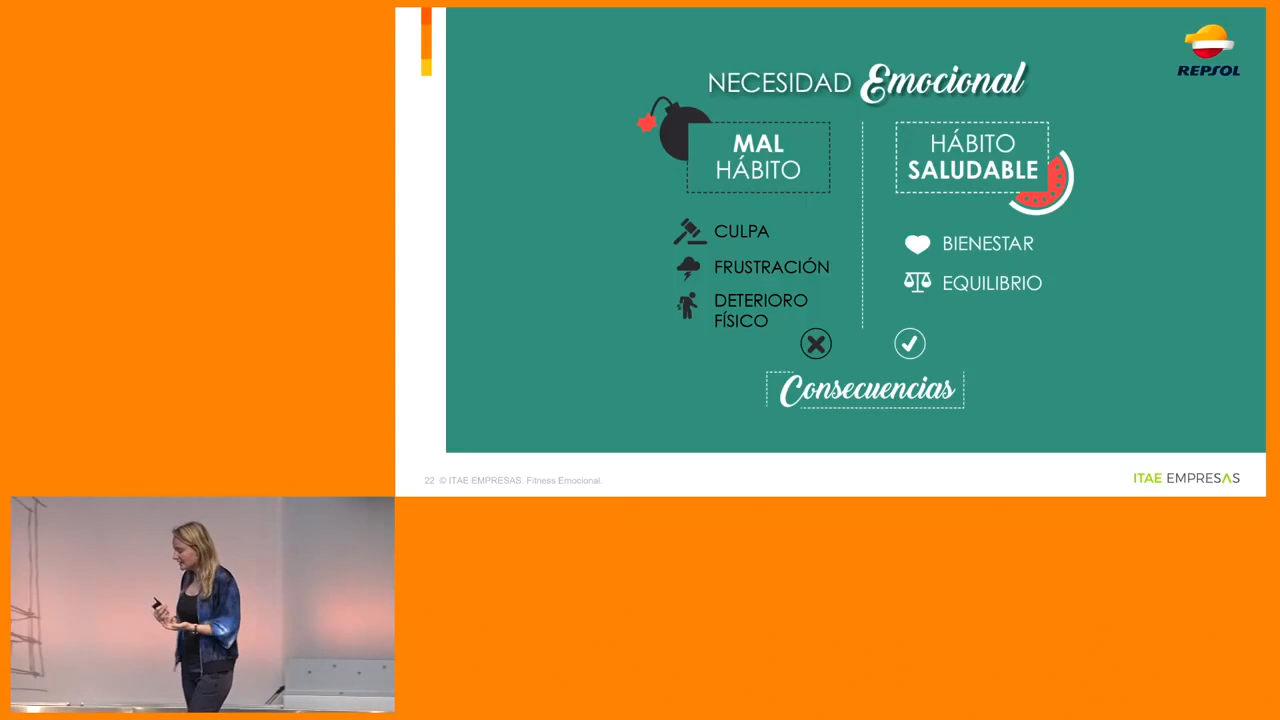 REPSOL
NECESIDAD Emocional
MAL
HÁBITO
HÁBITO
SALUDABLE
CULPA
FRUSTRACIÓN
DETERIORO
FÍSICO
BIENESTAR
EQUILIBRIO
Consecuencias
22 © ITAE EMPRESAS. Fitness Emocional.
ITAE EMPRESAS